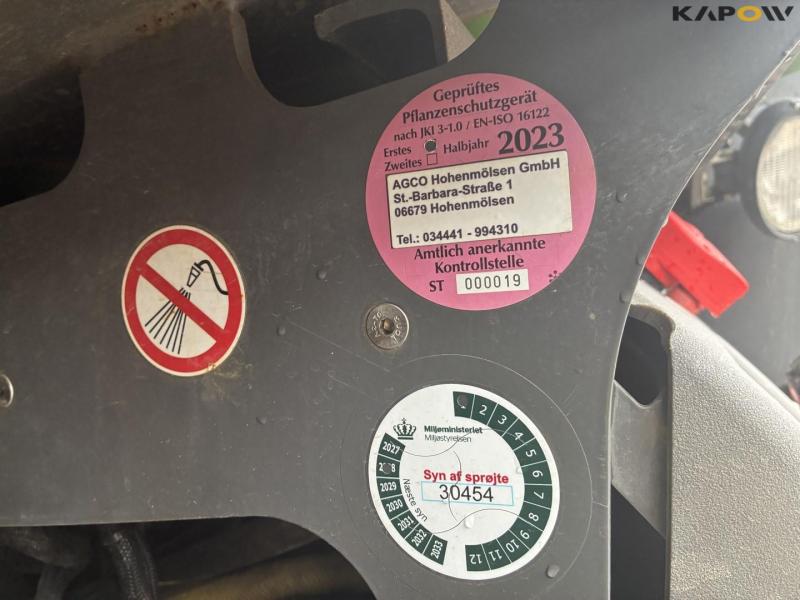 KAPOW
Geprüftes
Pflanzenschutzgerät
nach JKI 3-1.0 / EN-ISO 16122
Erstes Halbjahr 2023
Zweites
AGCO Hohenmölsen GmbH
St.-Barbara-Straße 1
06679 Hohenmölsen
Tel.: 034441 - 994310
Amtlich anerkannte
Kontrollstelle
ST 000019
Miljøministeriet
Miljøstyrelsen
Syn af sprøjte
30454
Næste syn
2027
2029
2030
2031
2032
2033
2
3
4
5
6
7
8
9
10
11
12